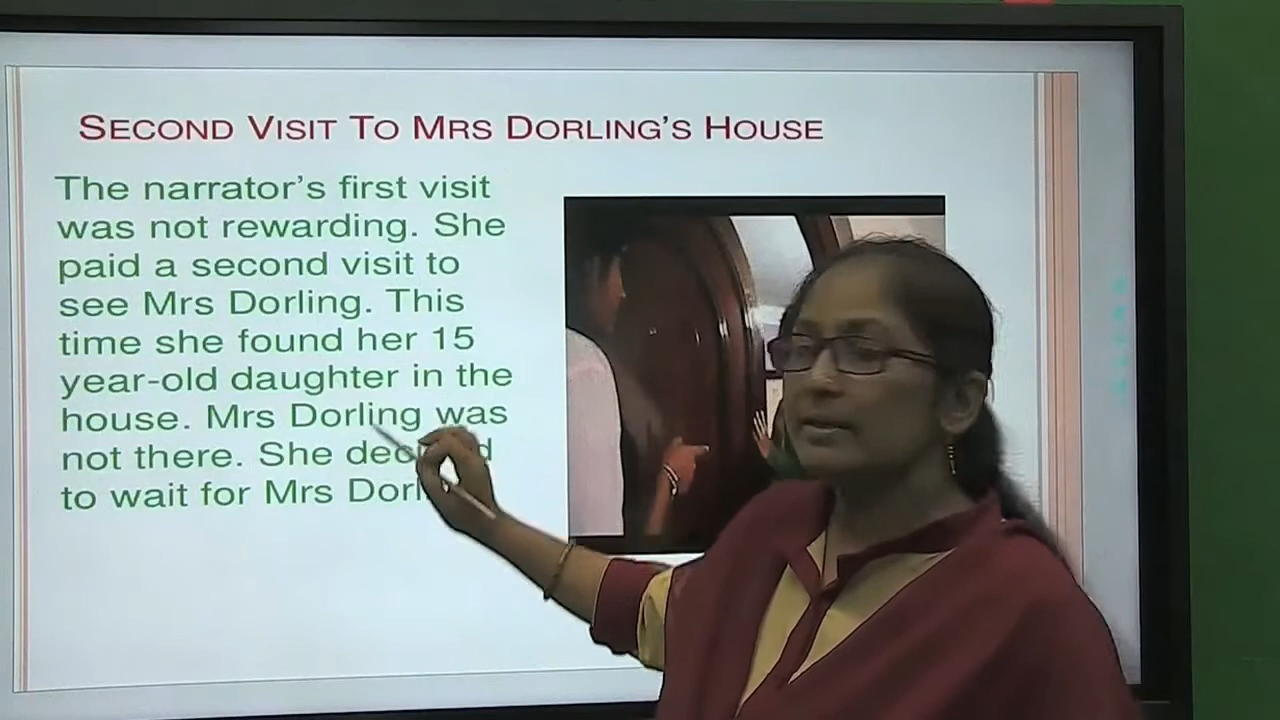 SECOND VISIT TO MRS DORLING'S HOUSE
The narrator's first visit
was not rewarding. She
paid a second visit to
see Mrs Dorling. This
time she found her 15
year-old daughter in the
house. Mrs Dorling was
not there. She
to wait for Mrs